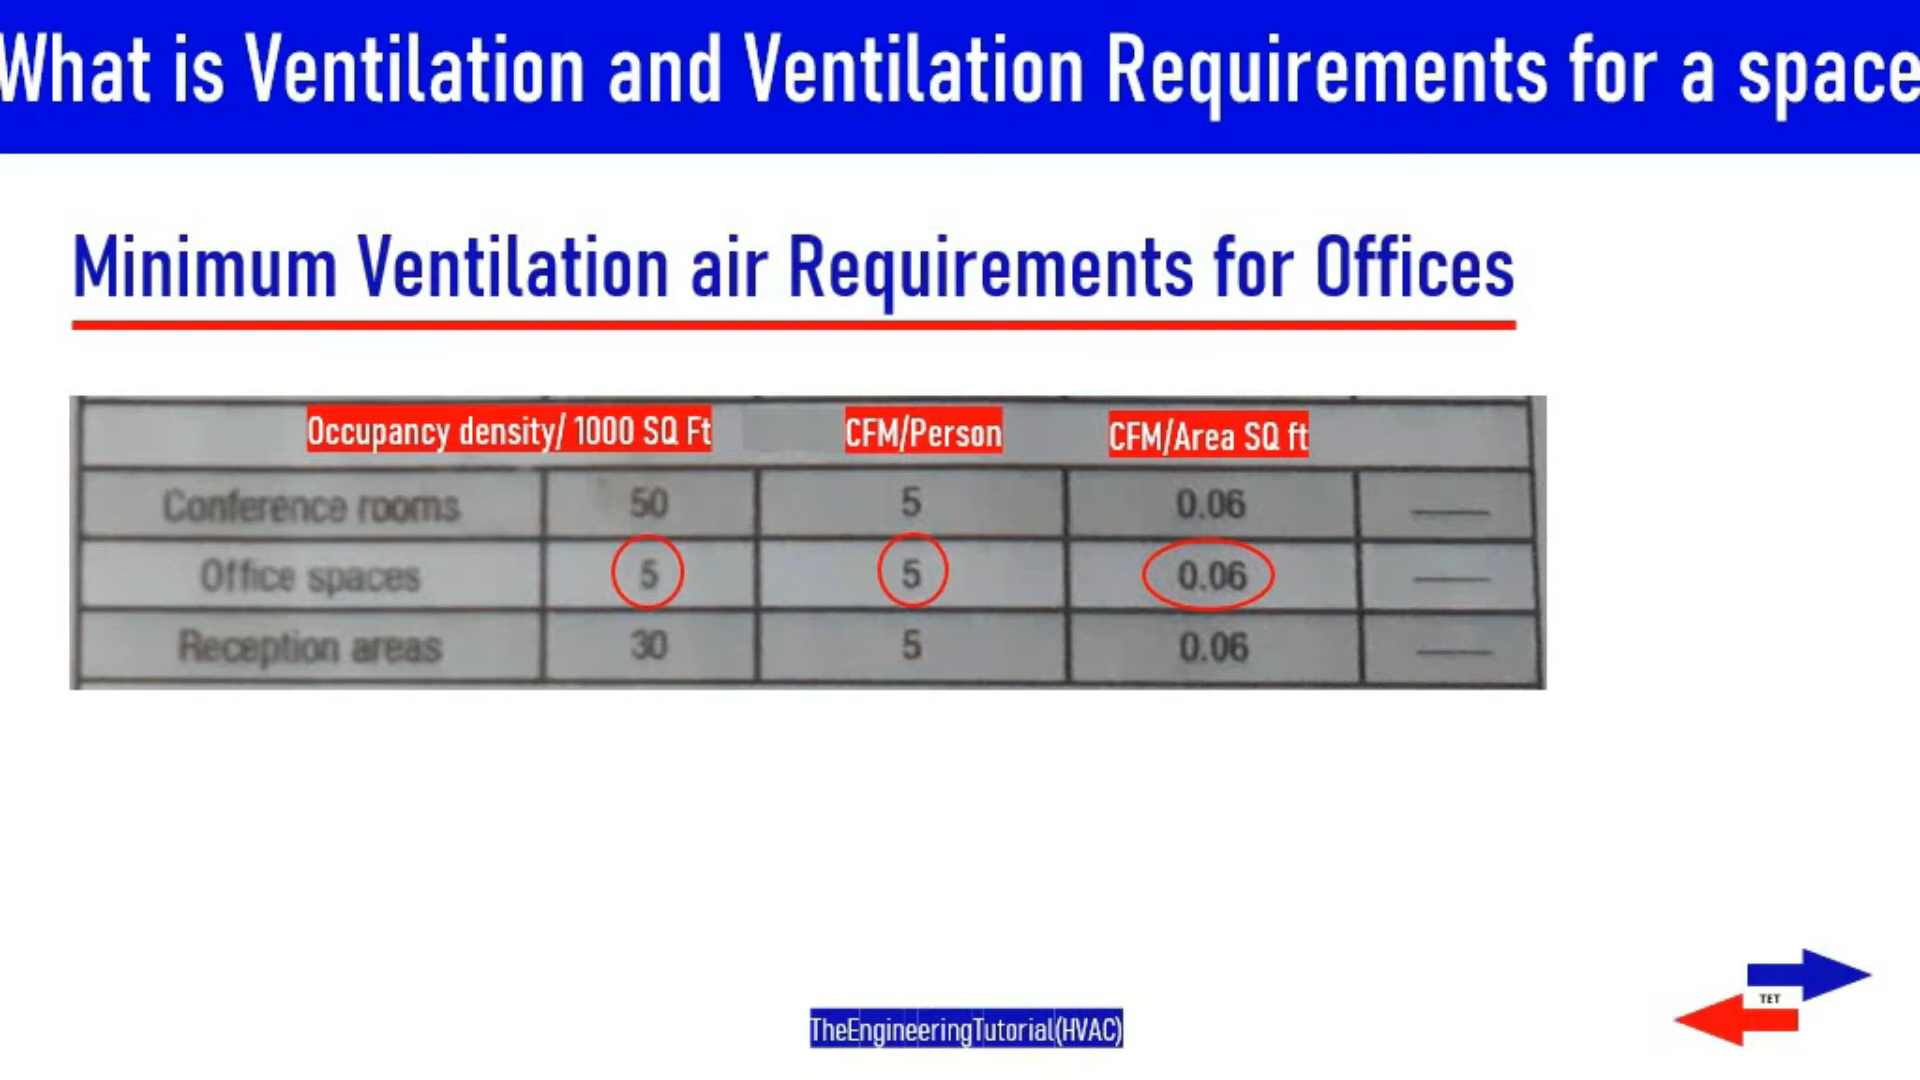 What is Ventilation and Ventilation Requirements for a space
Minimum Ventilation air Requirements for Offices
Occupancy density/ 1000 SQ Ft CFM/Person CFM/Area SQ ft
Conference rooms 50 5 0.06 —
Office spaces 5 5 0.06 —
Reception areas 30 5 0.06 —
TET
TheEngineeringTutorial(HVAC)